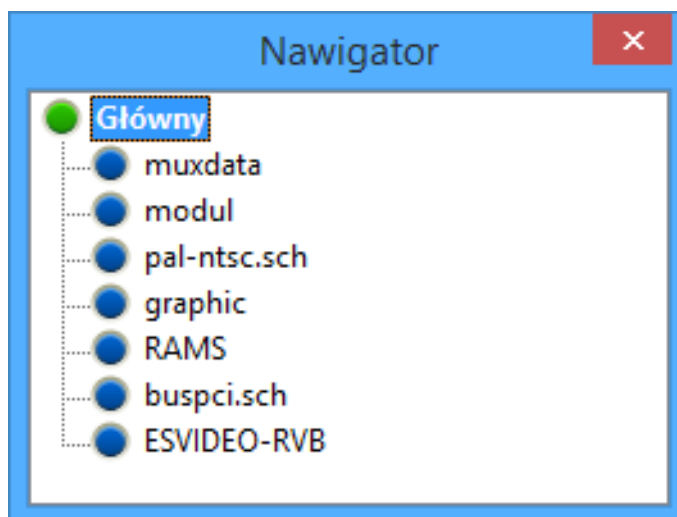 Nawigator
Główny
muxdata
modul
pal-ntsc.sch
graphic
RAMS
buspci.sch
ESVIDEO-RVB